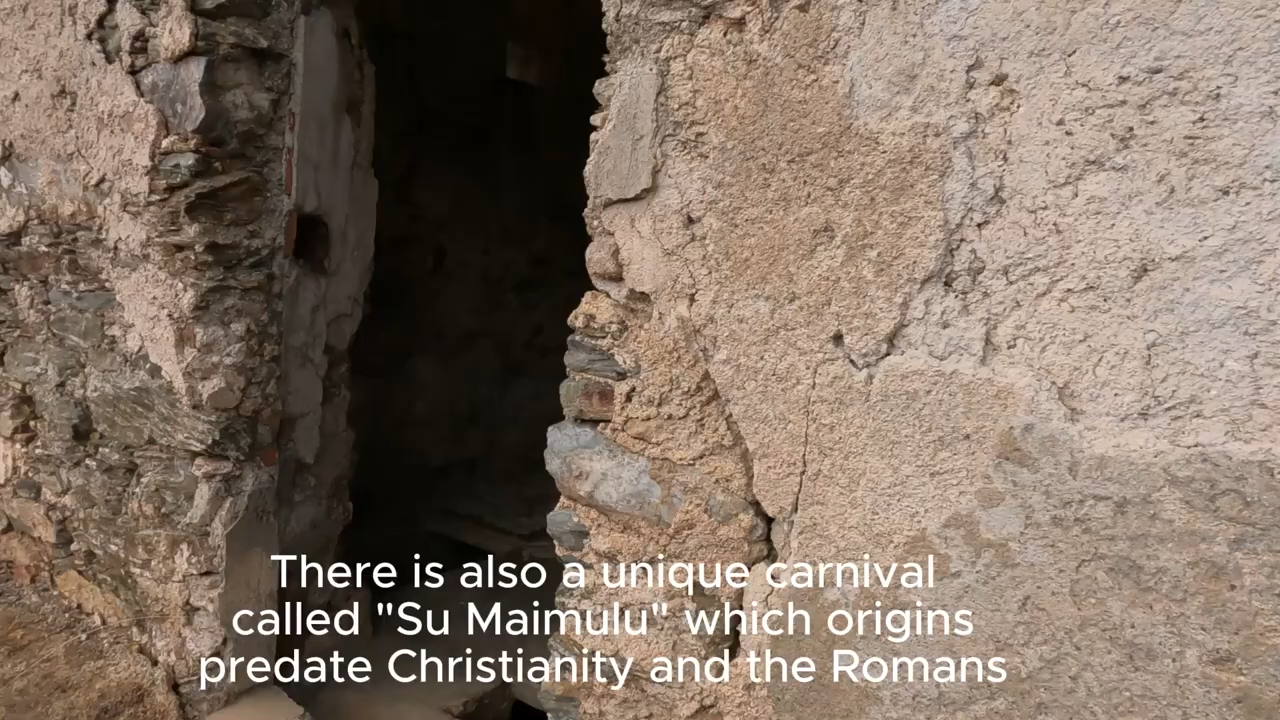 There is also a unique carnival
called "Su Maimulu" which origins
predate Christianity and the Romans